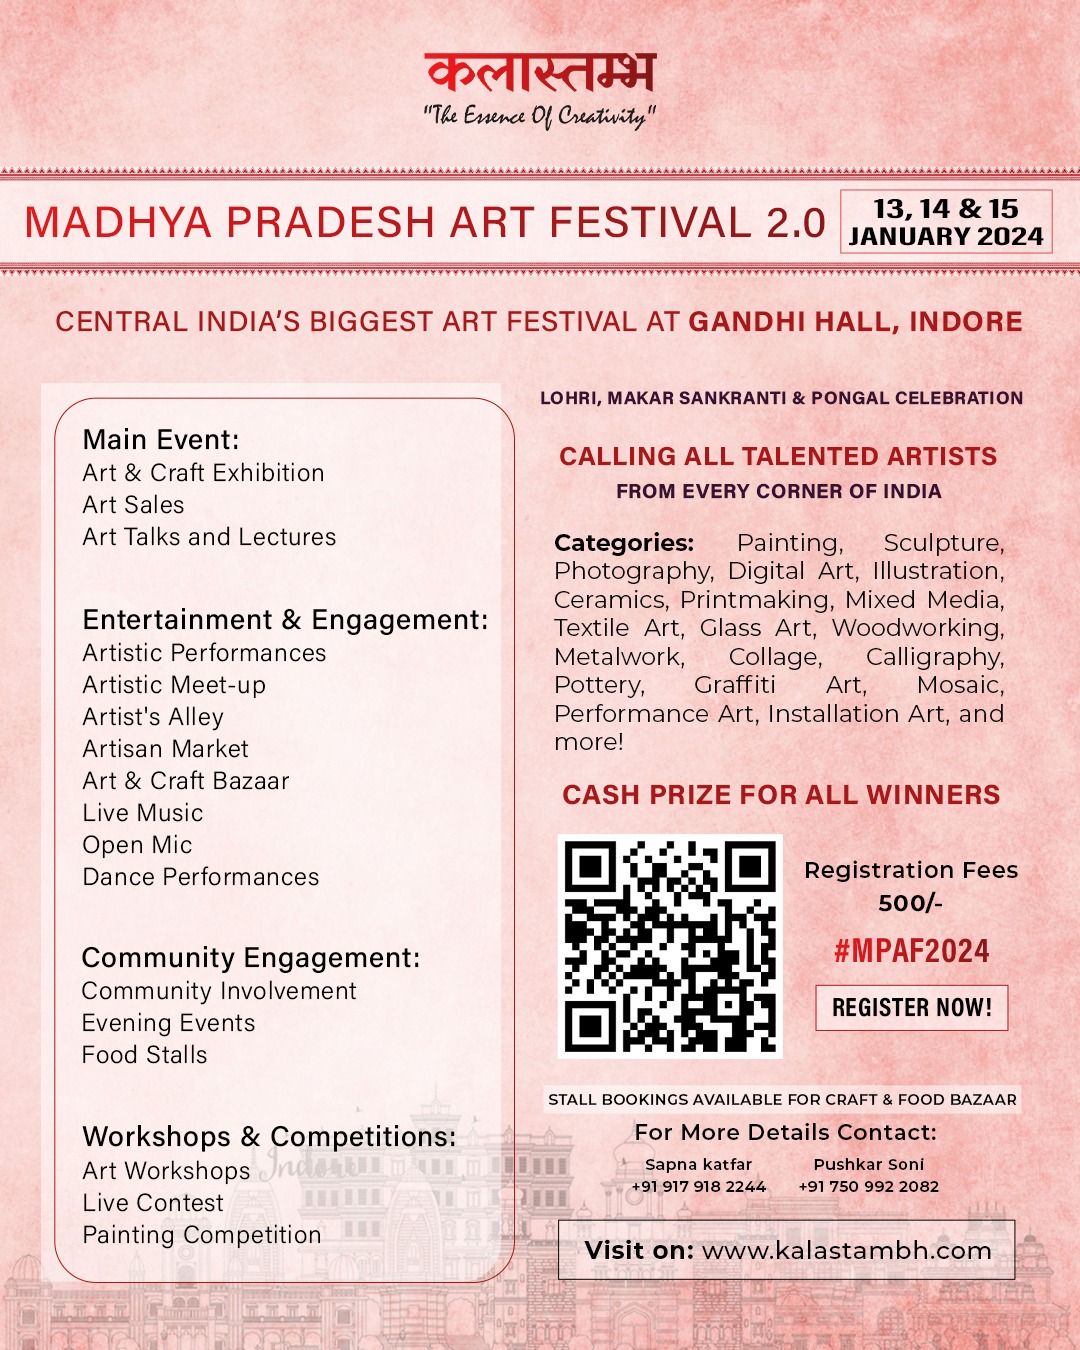 कलास्तम्भ
"The Essence Of Creativity"
MADHYA PRADESH ART FESTIVAL 2.0
13, 14 & 15
JANUARY 2024
CENTRAL INDIA'S BIGGEST ART FESTIVAL AT GANDHI HALL, INDORE
Main Event:
Art & Craft Exhibition
Art Sales
Art Talks and Lectures
Entertainment & Engagement:
Artistic Performances
Artistic Meet-up
Artist's Alley
Artisan Market
Art & Craft Bazaar
Live Music
Open Mic
Dance Performances
Community Engagement:
Community Involvement
Evening Events
Food Stalls
Workshops & Competitions:
Art Workshops
Live Contest
Painting Competition
Indore
LOHRI, MAKAR SANKRANTI & PONGAL CELEBRATION
CALLING ALL TALENTED ARTISTS
FROM EVERY CORNER OF INDIA
Categories: Painting, Sculpture,
Photography, Digital Art, Illustration,
Ceramics, Printmaking, Mixed Media,
Textile Art, Glass Art, Woodworking,
Metalwork, Collage, Calligraphy,
Pottery, Graffiti Art, Mosaic,
Performance Art, Installation Art, and
more!
CASH PRIZE FOR ALL WINNERS
Registration Fees
500/-
#MPAF2024
REGISTER NOW!
STALL BOOKINGS AVAILABLE FOR CRAFT & FOOD BAZAAR
For More Details Contact:
Sapna katfar
+91 917 918 2244
Pushkar Soni
+91 750 992 2082
Visit on: www.kalastambh.com